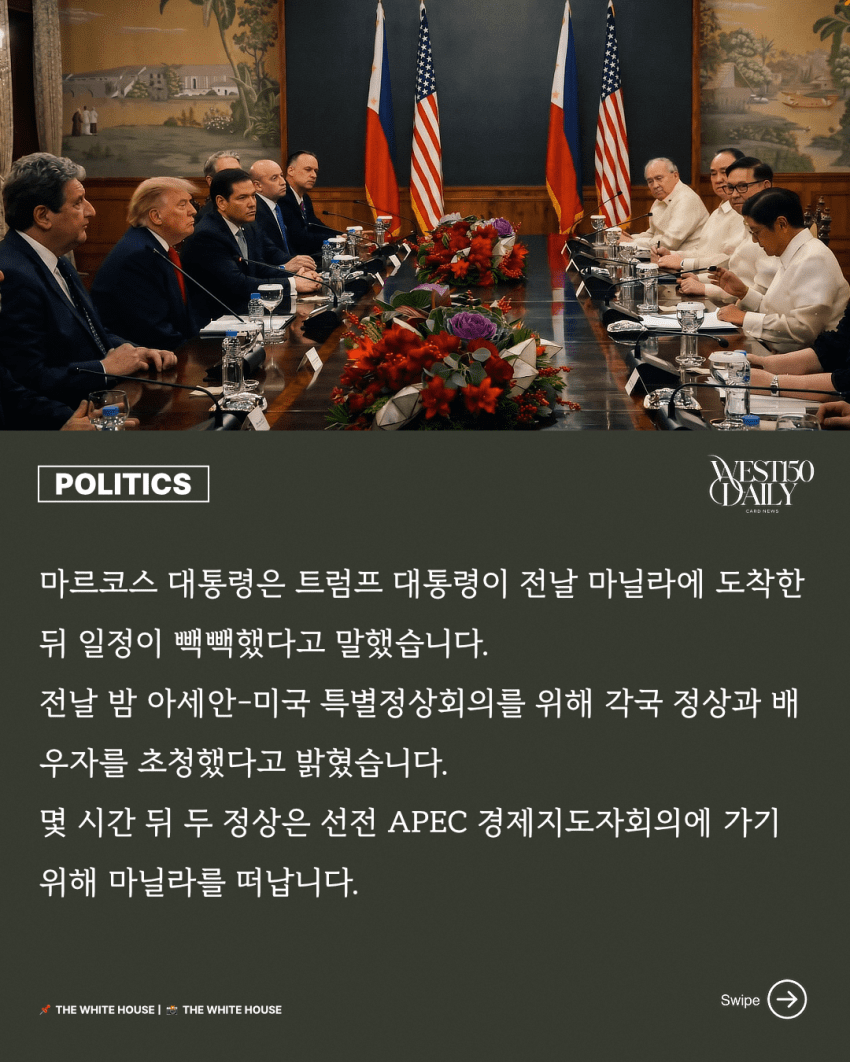 POLITICS
WEST150
DAILY
CARD NEWS
마르코스 대통령은 트럼프 대통령이 전날 마닐라에 도착한
뒤 일정이 빽빽했다고 말했습니다.
전날 밤 아세안-미국 특별정상회의를 위해 각국 정상과 배
우자를 초청했다고 밝혔습니다.
몇 시간 뒤 두 정상은 선전 APEC 경제지도자회의에 가기
위해 마닐라를 떠납니다.
THE WHITE HOUSE | THE WHITE HOUSE
Swipe